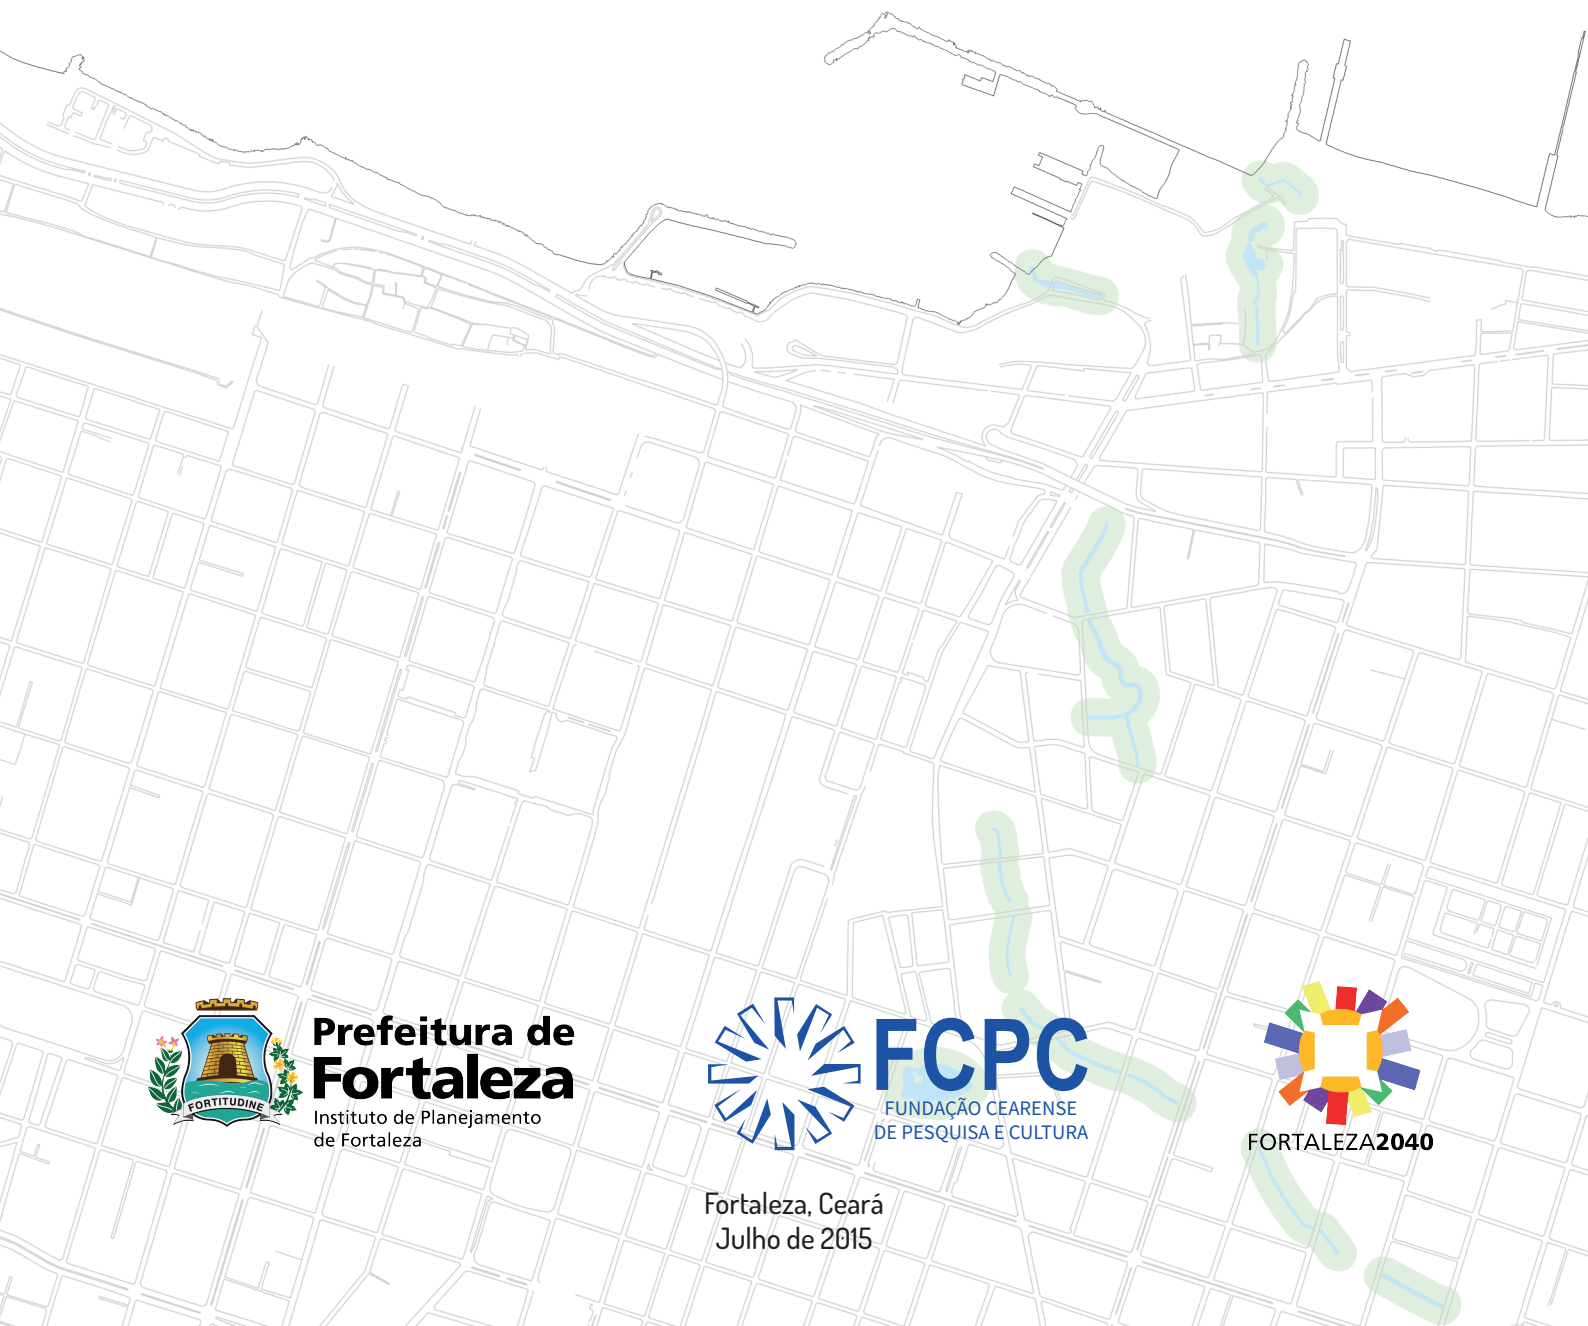 FORTITUDINE
Prefeitura de
Fortaleza
Instituto de Planejamento
de Fortaleza
FCPC
FUNDAÇÃO CEARENSE
DE PESQUISA E CULTURA
FORTALEZA2040
Fortaleza, Ceará
Julho de 2015